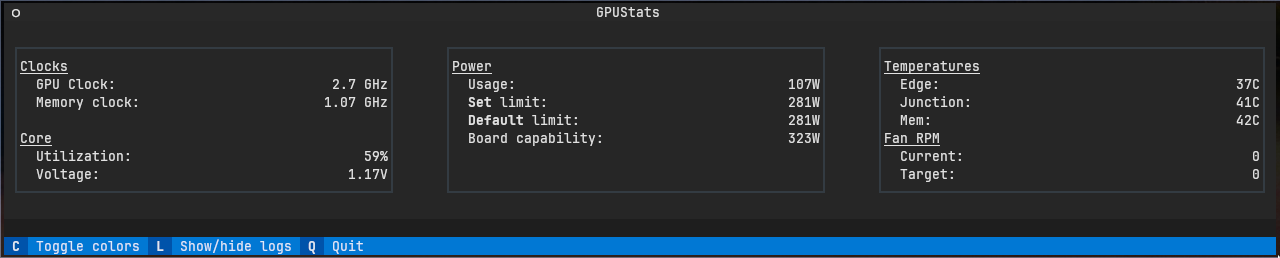 GPUStats
Clocks
GPU Clock: 2.7 GHz
Memory clock: 1.07 GHz
Core
Utilization: 59%
Voltage: 1.17V
Power
Usage: 107W
Set limit: 281W
Default limit: 281W
Board capability: 323W
Temperatures
Edge: 37C
Junction: 41C
Mem: 42C
Fan RPM
Current: 0
Target: 0
C Toggle colors L Show/hide logs Q Quit